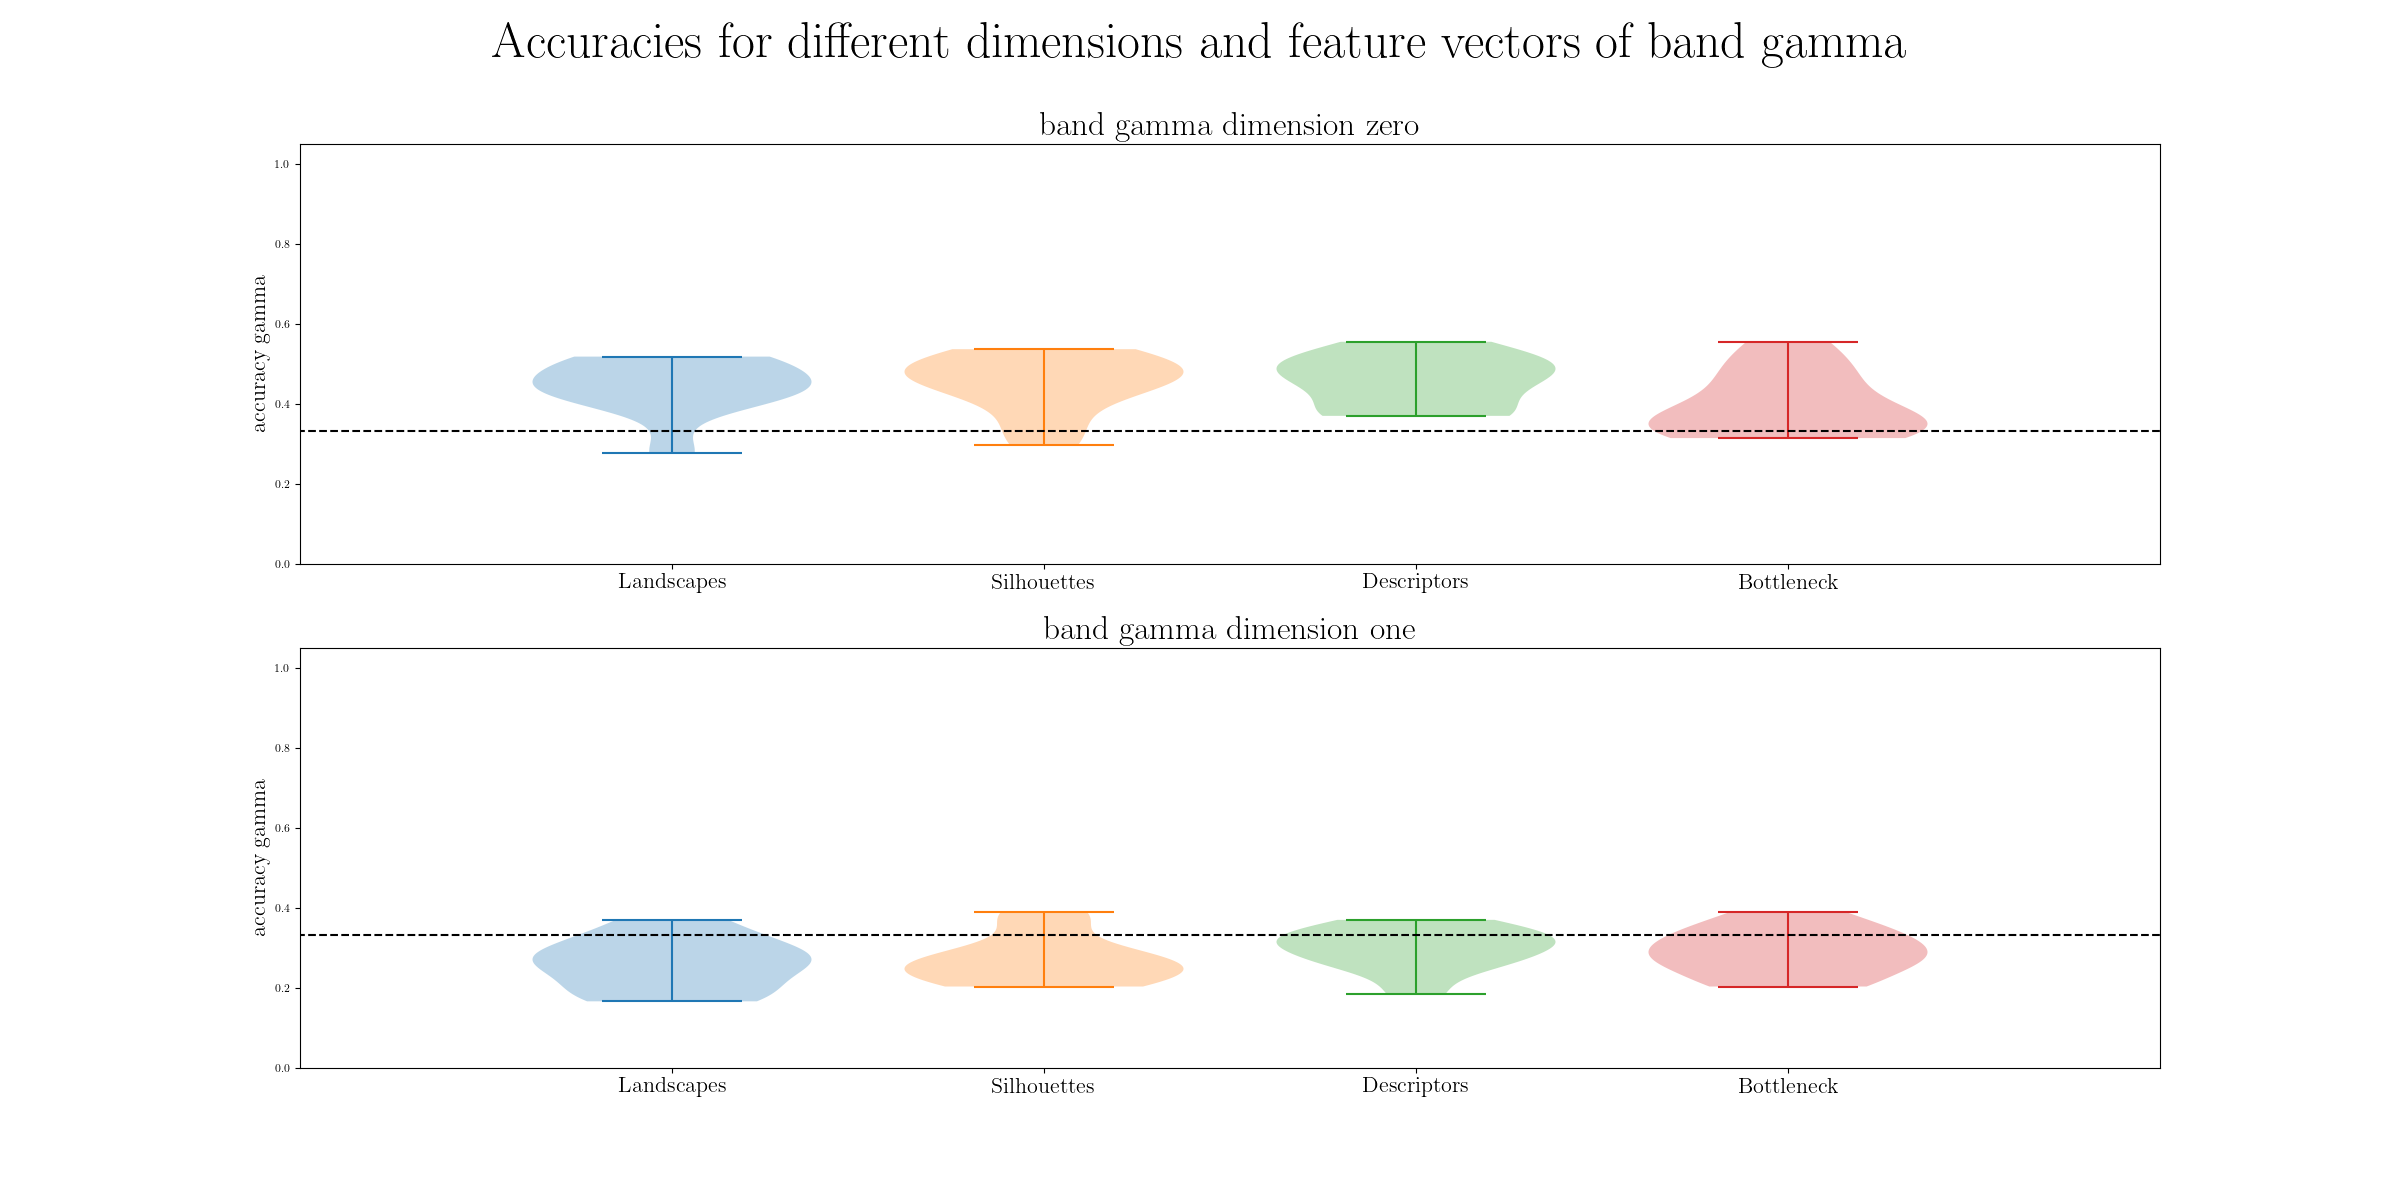 Accuracies for different dimensions and feature vectors of band gamma
band gamma dimension zero
accuracy gamma
1.0
0.8
0.6
0.4
0.2
0.0
Landscapes Silhouettes Descriptors Bottleneck
band gamma dimension one
accuracy gamma
1.0
0.8
0.6
0.4
0.2
0.0
Landscapes Silhouettes Descriptors Bottleneck